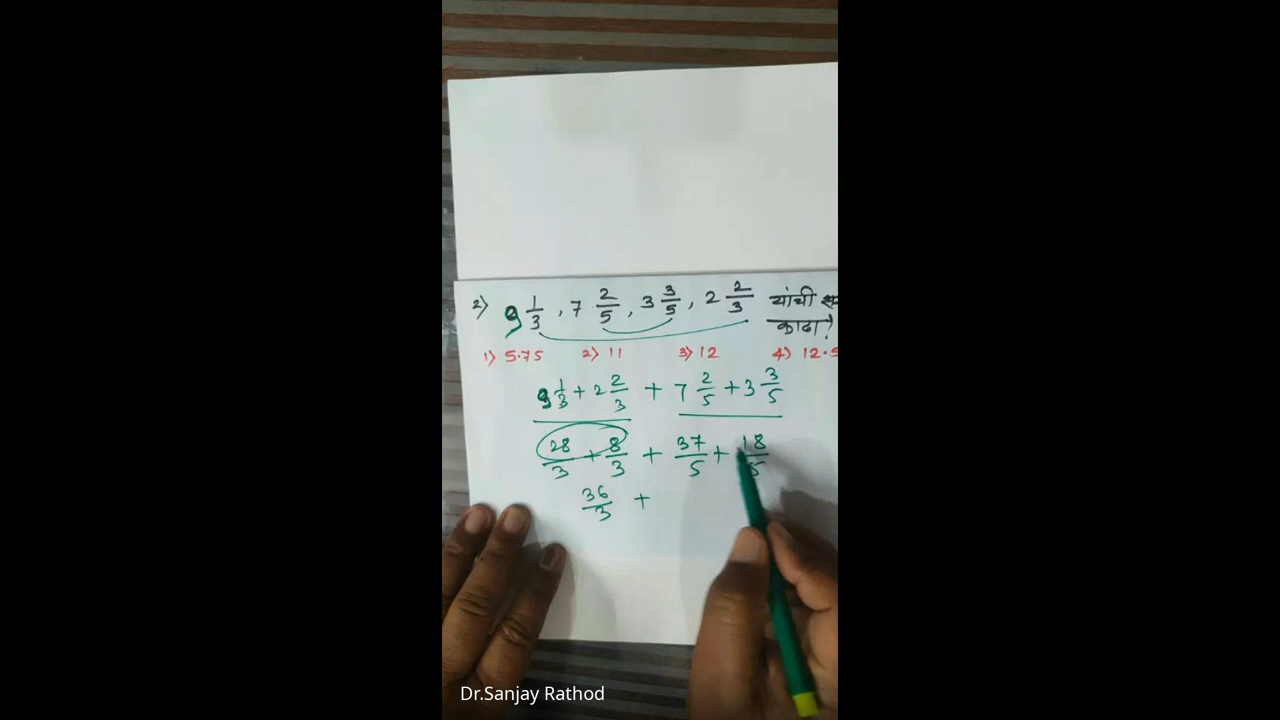 2) 9 1/3 , 7 2/5 , 3 3/5 , 2 2/3 यांची
काढा?
1) 5.75 2) 11 3) 12 4) 12.5
9 1/3 + 2 2/3 + 7 2/5 + 3 3/5
28/3 + 8/3 + 37/5 + 18/5
36/3 +
Dr.Sanjay Rathod